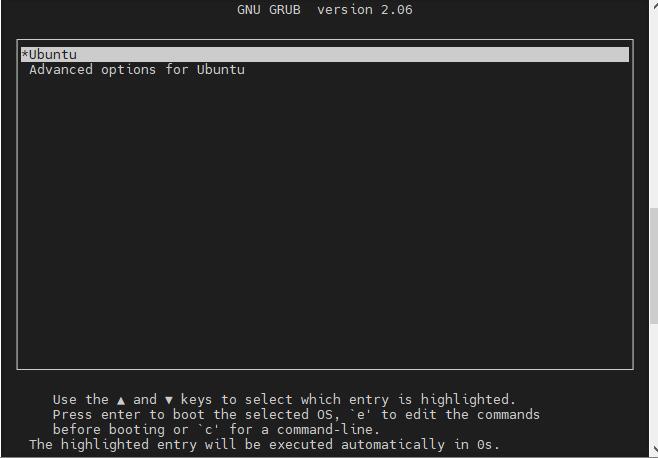 GNU GRUB  version 2.06
*Ubuntu
Advanced options for Ubuntu
Use the ▲ and ▼ keys to select which entry is highlighted.
Press enter to boot the selected OS, `e' to edit the commands
before booting or `c' for a command-line.
The highlighted entry will be executed automatically in 0s.